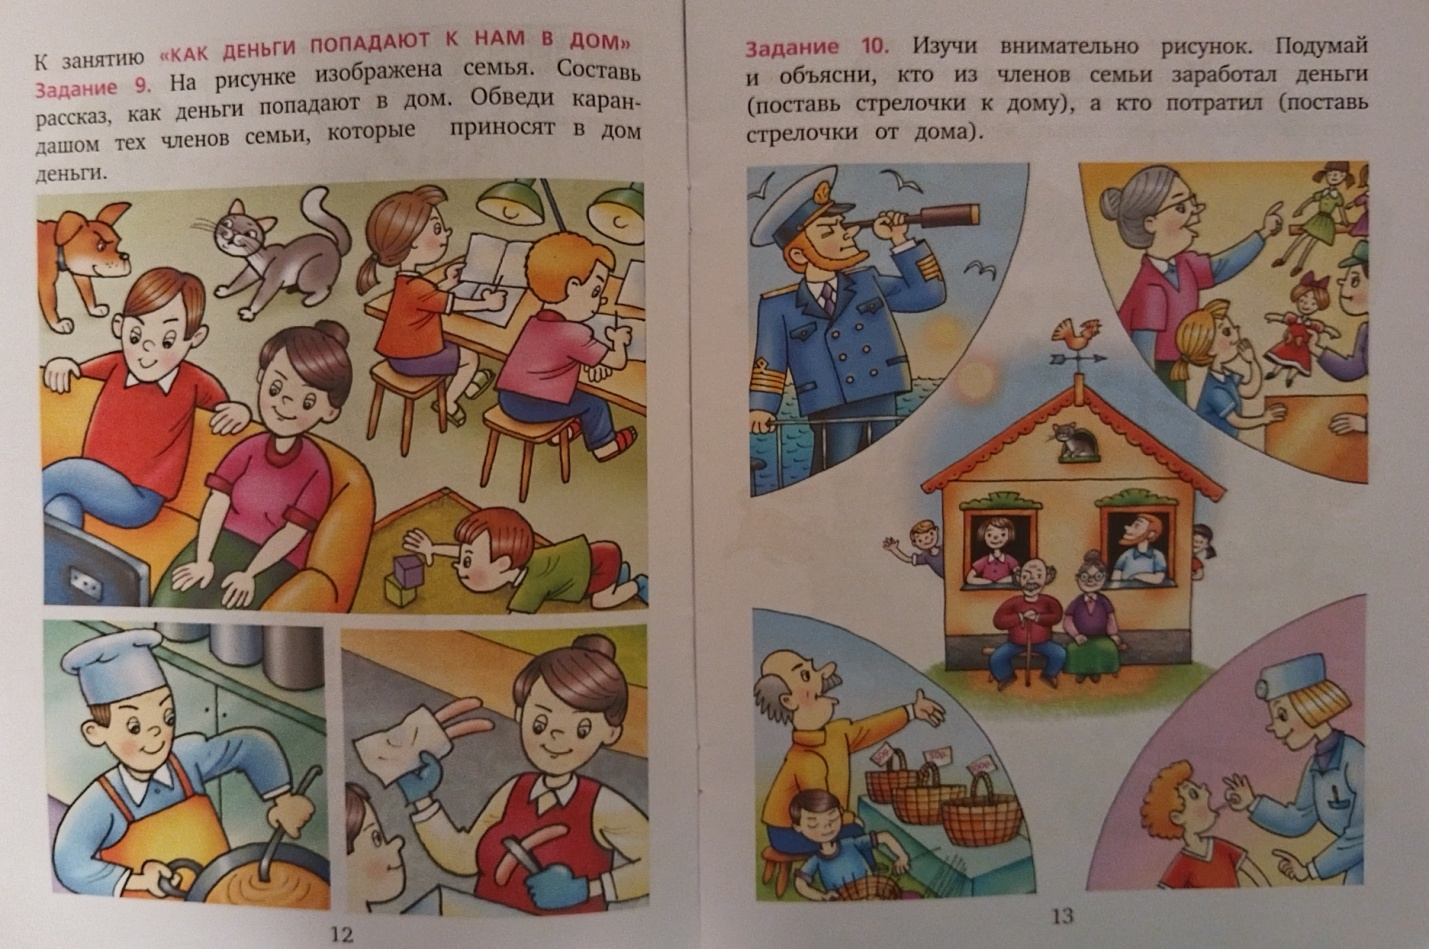 К занятию «КАК ДЕНЬГИ ПОПАДАЮТ К НАМ В ДОМ»
Задание 9. На рисунке изображена семья. Составь
рассказ, как деньги попадают в дом. Обведи каран-
дашом тех членов семьи, которые приносят в дом
деньги.
12
Задание 10. Изучи внимательно рисунок. Подумай
и объясни, кто из членов семьи заработал деньги
(поставь стрелочки к дому), а кто потратил (поставь
стрелочки от дома).
13